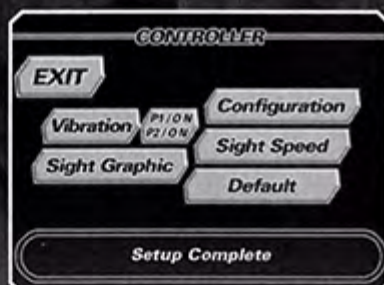 CONTROLLER
EXIT
Vibration
P1/ON
P2/ON
Configuration
Sight Graphic
Sight Speed
Default
Setup Complete